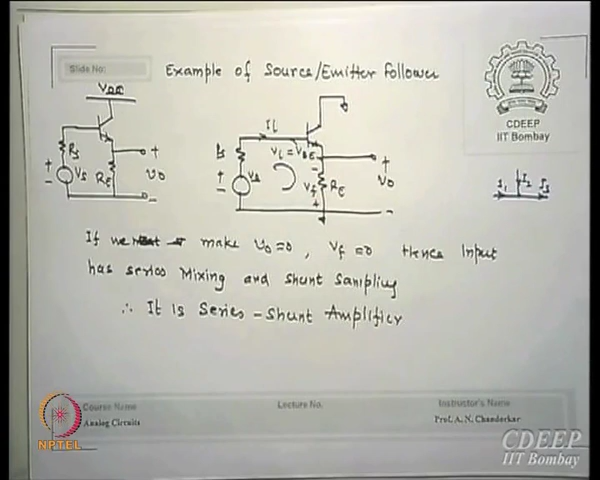 Slide No:
Example of Source/Emitter Follower
CDEEP
IIT Bombay
VCC
RS
+
VS
-
RE
+
VO
-
RS
+
VS
-
Ii
Vi = VBE
-
Vf
+
RE
+
VO
-
I1
I2
I3
If we make VO=0, Vf =0 Hence Input
has series Mixing and Shunt Sampling
∴ It Is Series - Shunt Amplifier
Course Name
Analog Circuits
Lecture No.
Instructor's Name
Prof. A. N. Chandorkar
NPTEL
CDEEP
IIT Bombay